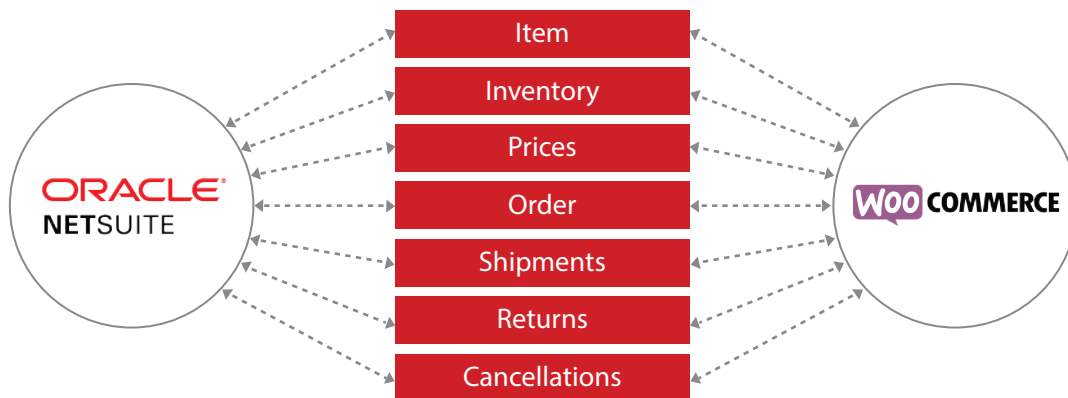 Item
Inventory
Prices
Order
Shipments
Returns
Cancellations
ORACLE®
NETSUITE
WOO COMMERCE